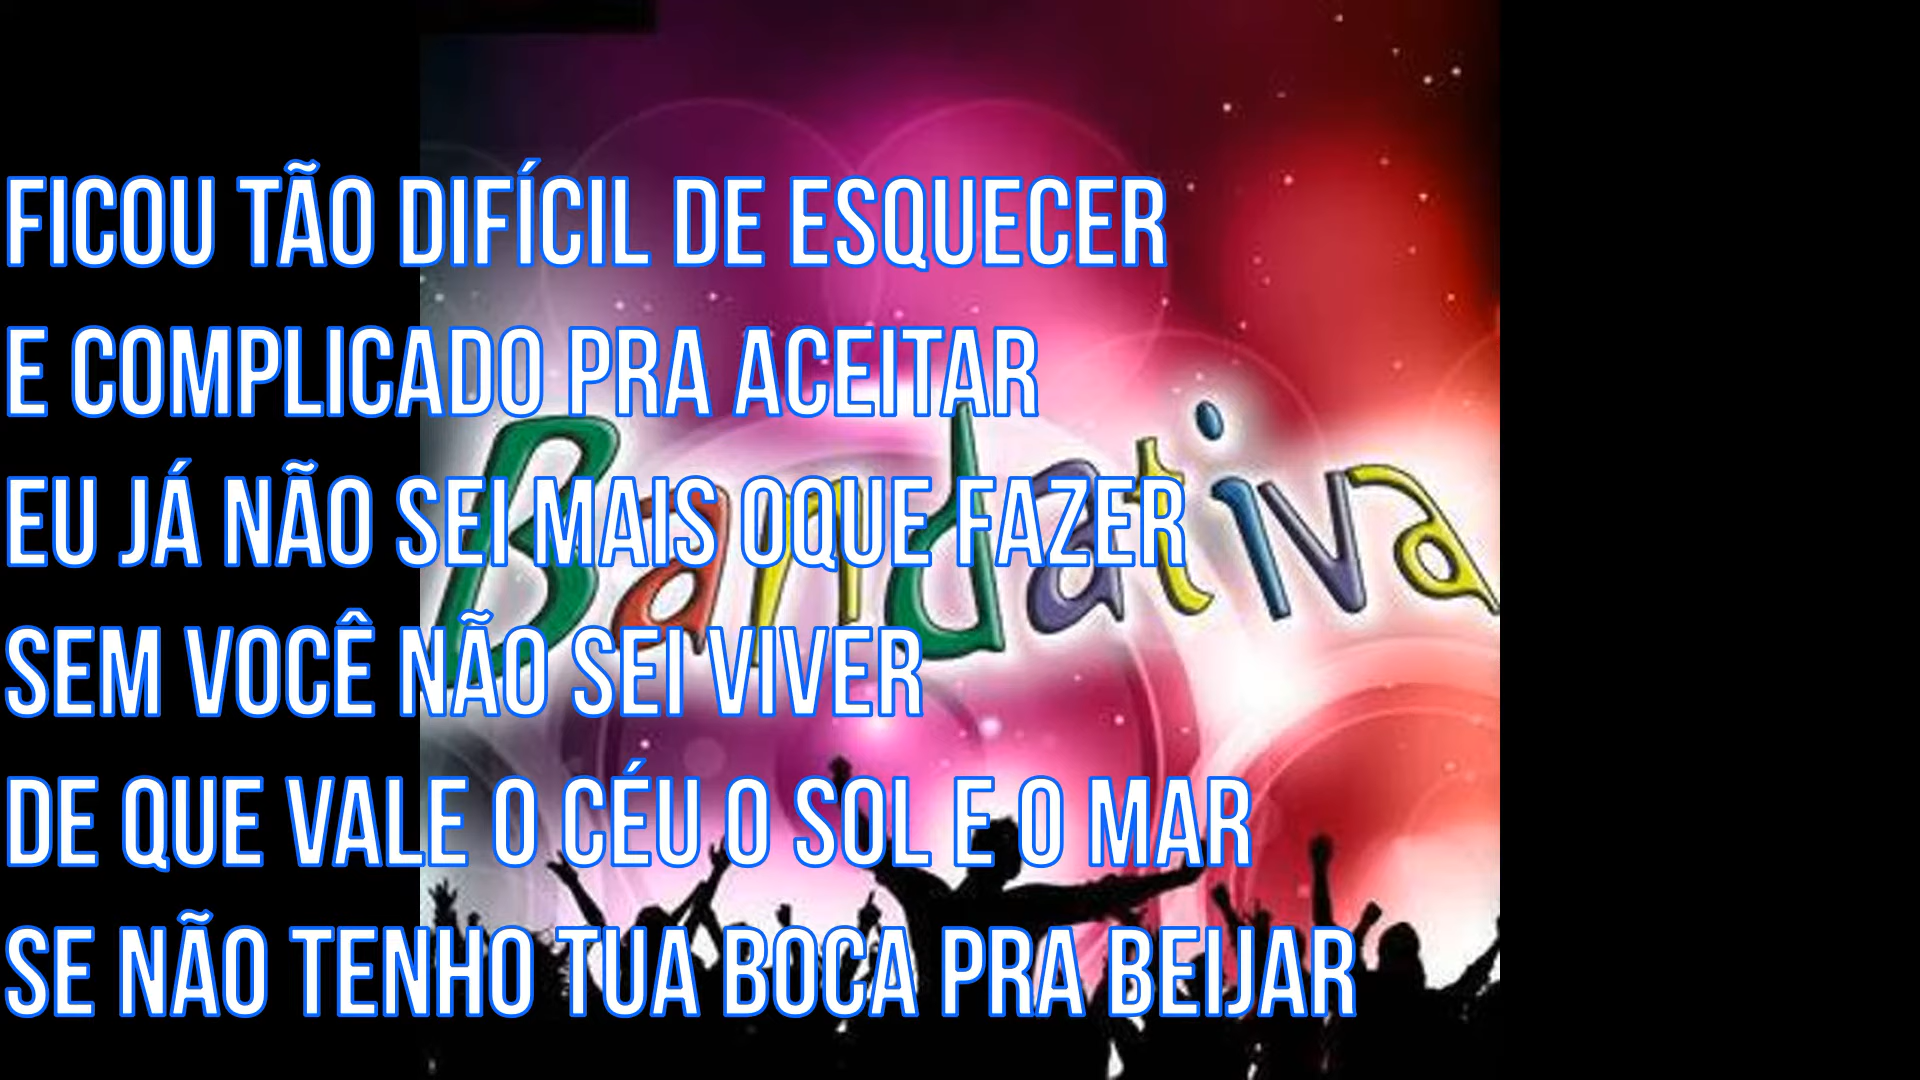 FICOU TÃO DIFÍCIL DE ESQUECER
E COMPLICADO PRA ACEITAR
Bandativa
EU JÁ NÃO SEI MAIS OQUE FAZER
SEM VOCÊ NÃO SEI VIVER
DE QUE VALE O CÉU O SOL E O MAR
SE NÃO TENHO TUA BOCA PRA BEIJAR